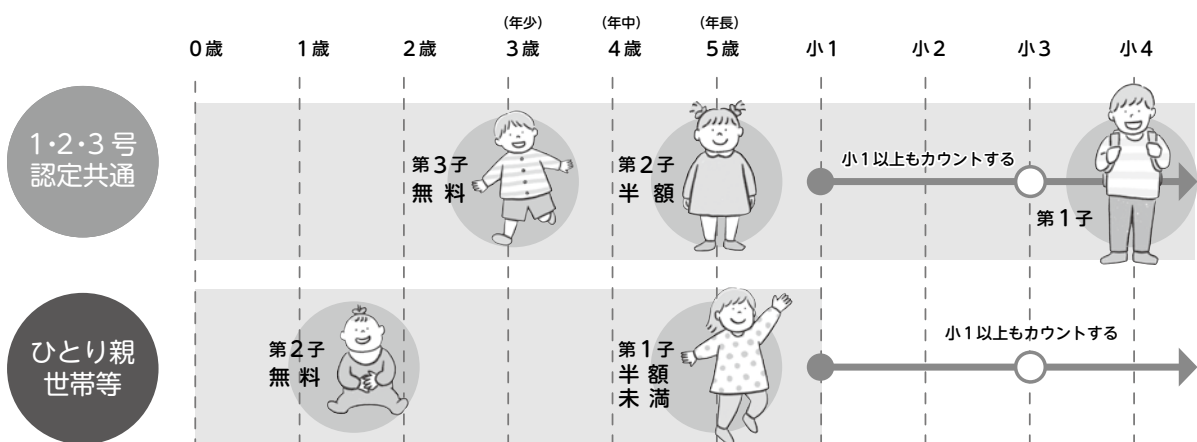 (年少)
(年中)
(年長)
0歳
1歳
2歳
3歳
4歳
5歳
小1
小2
小3
小4
1・2・3号
認定共通
第3子
無料
第2子
半額
小1以上もカウントする
第1子
ひとり親
世帯等
第2子
無料
第1子
半額
未満
小1以上もカウントする